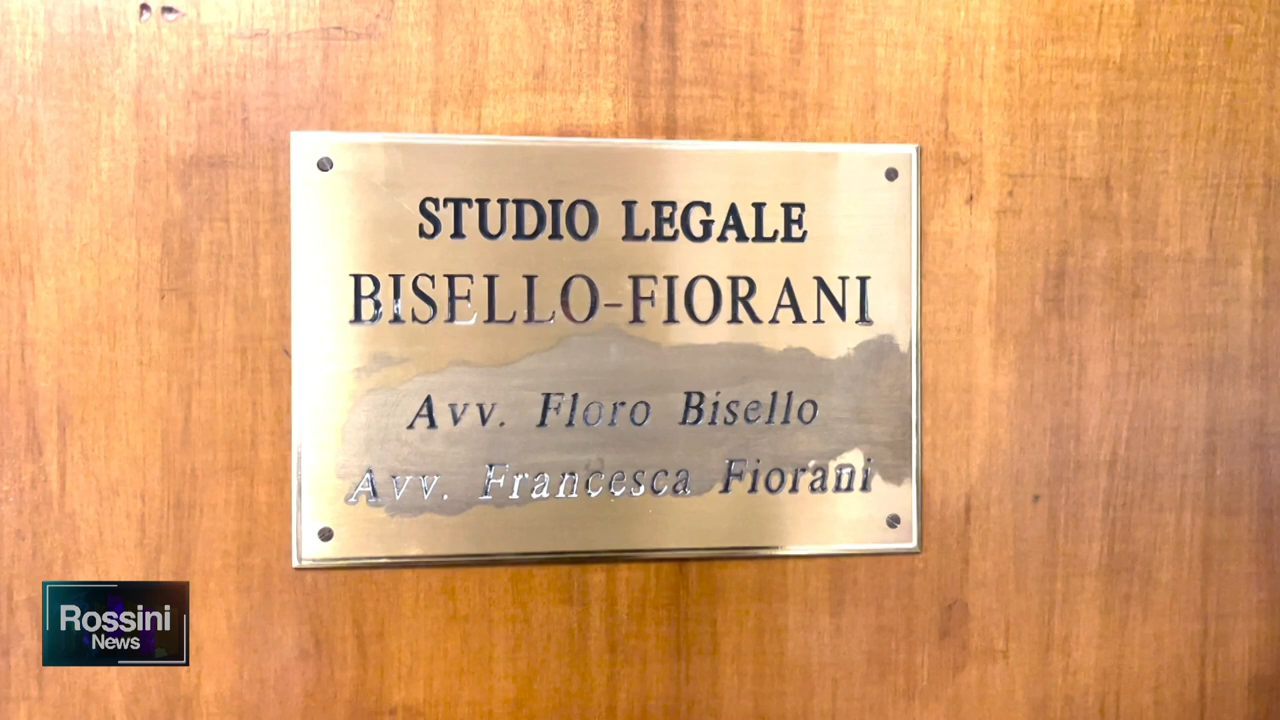 STUDIO LEGALE
BISELLO-FIORANI
Avv. Floro Bisello
Avv. Francesca Fiorani
Rossini
News